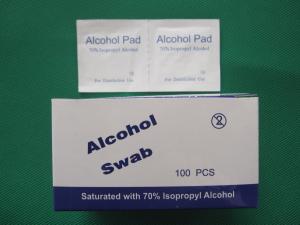 Alcohol Pad
70% Isopropyl Alcohol
For Disinfection Use
Alcohol Pad
70% Isopropyl Alcohol
For Disinfection Use
Alcohol
Swab
2
100 PCS
Saturated with 70% Isopropyl Alcohol